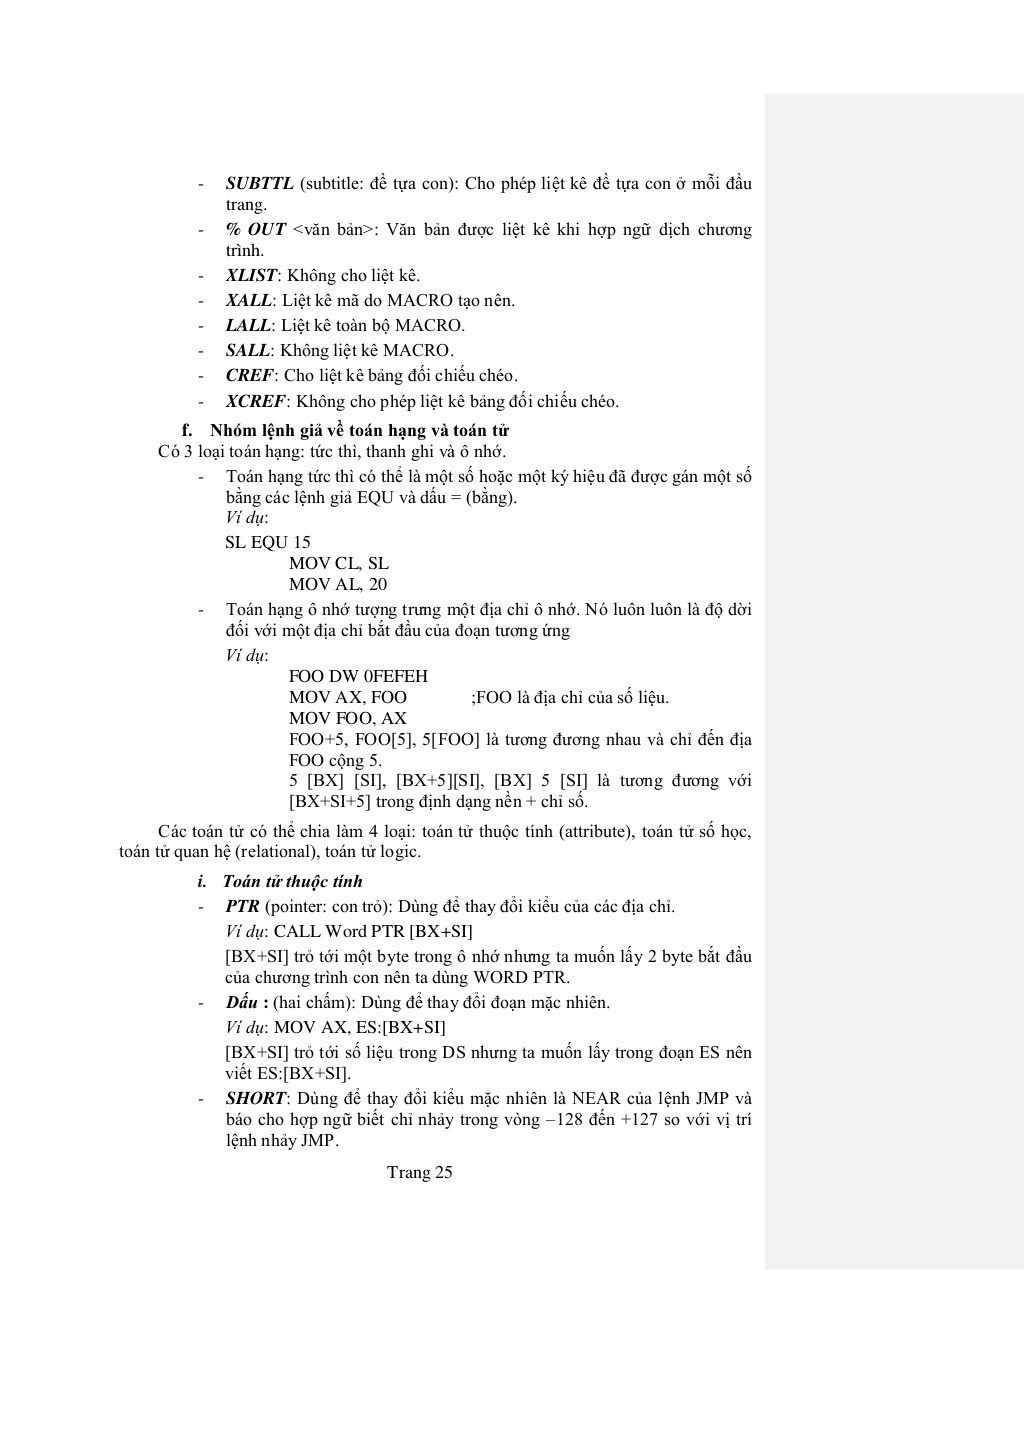 - SUBTTL (subtitle: đề tựa con): Cho phép liệt kê đề tựa con ở mỗi đầu
trang.
- % OUT <văn bản>: Văn bản được liệt kê khi hợp ngữ dịch chương
trình.
- XLIST: Không cho liệt kê.
- XALL: Liệt kê mã do MACRO tạo nên.
- LALL: Liệt kê toàn bộ MACRO.
- SALL: Không liệt kê MACRO.
- CREF: Cho liệt kê bảng đối chiếu chéo.
- XCREF: Không cho phép liệt kê bảng đối chiếu chéo.
f. Nhóm lệnh giả về toán hạng và toán tử
Có 3 loại toán hạng: tức thì, thanh ghi và ô nhớ.
- Toán hạng tức thì có thể là một số hoặc một ký hiệu đã được gán một số
bằng các lệnh giả EQU và dấu = (bằng).
Ví dụ:
SL EQU 15
MOV CL, SL
MOV AL, 20
- Toán hạng ô nhớ tượng trưng một địa chỉ ô nhớ. Nó luôn luôn là độ dời
đối với một địa chỉ bắt đầu của đoạn tương ứng
Ví dụ:
FOO DW 0FEFEH
MOV AX, FOO ;FOO là địa chỉ của số liệu.
MOV FOO, AX
FOO+5, FOO[5], 5[FOO] là tương đương nhau và chỉ đến địa
FOO cộng 5.
5 [BX] [SI], [BX+5][SI], [BX] 5 [SI] là tương đương với
[BX+SI+5] trong định dạng nền + chỉ số.
Các toán tử có thể chia làm 4 loại: toán tử thuộc tính (attribute), toán tử số học,
toán tử quan hệ (relational), toán tử logic.
i. Toán tử thuộc tính
- PTR (pointer: con trỏ): Dùng để thay đổi kiểu của các địa chỉ.
Ví dụ: CALL Word PTR [BX+SI]
[BX+SI] trỏ tới một byte trong ô nhớ nhưng ta muốn lấy 2 byte bắt đầu
của chương trình con nên ta dùng WORD PTR.
- Dấu : (hai chấm): Dùng để thay đổi đoạn mặc nhiên.
Ví dụ: MOV AX, ES:[BX+SI]
[BX+SI] trỏ tới số liệu trong DS nhưng ta muốn lấy trong đoạn ES nên
viết ES:[BX+SI].
- SHORT: Dùng để thay đổi kiểu mặc nhiên là NEAR của lệnh JMP và
báo cho hợp ngữ biết chỉ nhảy trong vòng –128 đến +127 so với vị trí
lệnh nhảy JMP.
Trang 25